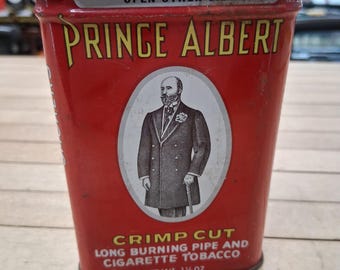 PRINCE ALBERT
CRIMP CUT
LONG BURNING PIPE AND
CIGARETTE TOBACCO